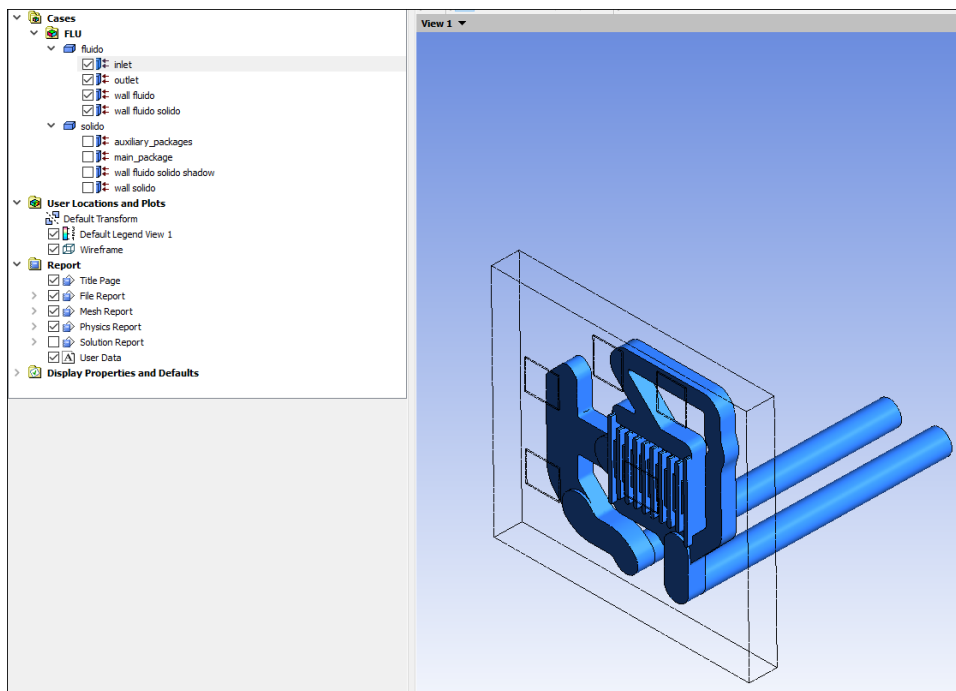 Cases
FLU
fluido
inlet
outlet
wall fluido
wall fluido solido
solido
auxiliary_packages
main_package
wall fluido solido shadow
wall solido
User Locations and Plots
Default Transform
Default Legend View 1
Wireframe
Report
Title Page
File Report
Mesh Report
Physics Report
Solution Report
A User Data
Display Properties and Defaults
View 1